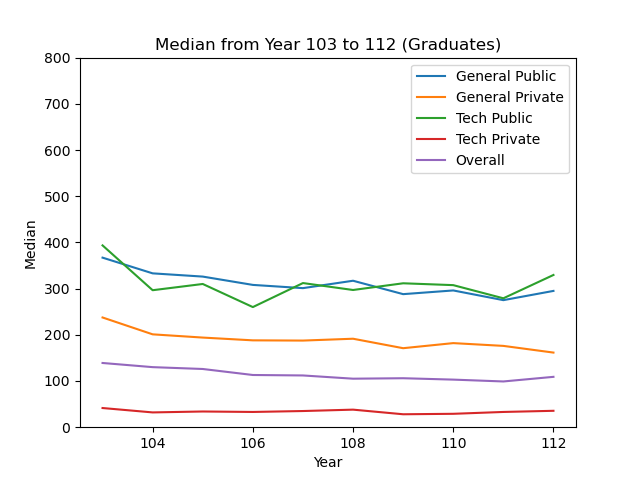 Median from Year 103 to 112 (Graduates)
800
700
600
500
400
300
200
100
0
Median
General Public
General Private
Tech Public
Tech Private
Overall
104
106
108
110
112
Year